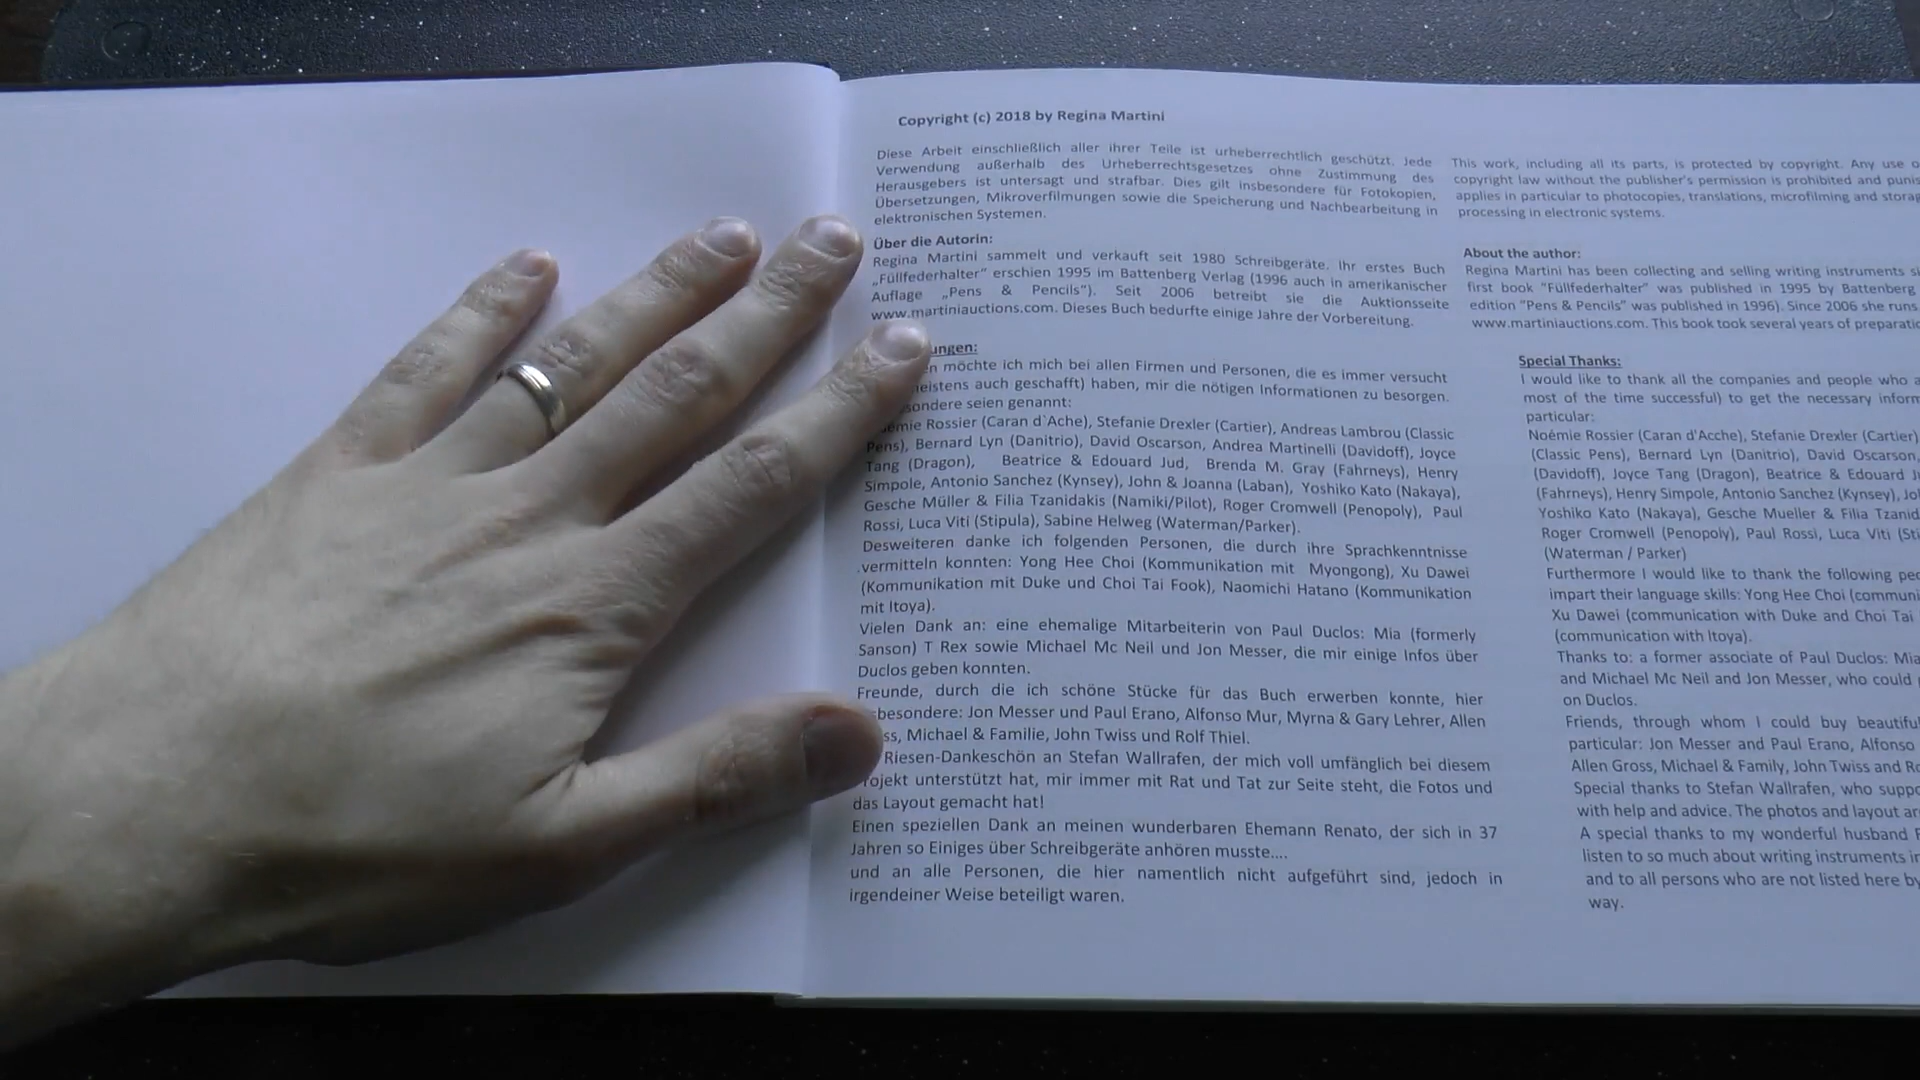 Copyright (c) 2018 by Regina Martini
Diese Arbeit einschließlich aller ihrer Teile ist urheberrechtlich geschützt. Jede
Verwendung außerhalb des Urheberrechtsgesetzes ohne Zustimmung des
Herausgebers ist untersagt und strafbar. Dies gilt insbesondere für Fotokopien,
Übersetzungen, Mikroverfilmungen sowie die Speicherung und Nachbearbeitung in
elektronischen Systemen.
Über die Autorin:
Regina Martini sammelt und verkauft seit 1980 Schreibgeräte. Ihr erstes Buch
„Füllfederhalter" erschien 1995 im Battenberg Verlag (1996 auch in amerikanischer
Auflage „Pens & Pencils"). Seit 2006 betreibt sie die Auktionsseite
www.martiniauctions.com. Dieses Buch bedurfte einige Jahre der Vorbereitung.
möchte ich mich bei allen Firmen und Personen, die es immer versucht
auch geschafft) haben, mir die nötigen Informationen zu besorgen.
seien genannt:
Rossier (Caran d`Ache), Stefanie Drexler (Cartier), Andreas Lambrou (Classic
Pens), Bernard Lyn (Danitrio), David Oscarson, Andrea Martinelli (Davidoff), Joyce
Tang (Dragon), Beatrice & Edouard Jud, Brenda M. Gray (Fahrneys), Henry
Simpole, Antonio Sanchez (Kynsey), John & Joanna (Laban), Yoshiko Kato (Nakaya),
Gesche Müller & Filia Tzanidakis (Namiki/Pilot), Roger Cromwell (Penopoly), Paul
Rossi, Luca Viti (Stipula), Sabine Helweg (Waterman/Parker).
Desweiteren danke ich folgenden Personen, die durch ihre Sprachkenntnisse
.vermitteln konnten: Yong Hee Choi (Kommunikation mit Myongong), Xu Dawei
(Kommunikation mit Duke und Choi Tai Fook), Naomichi Hatano (Kommunikation
mit Itoya).
Vielen Dank an: eine ehemalige Mitarbeiterin von Paul Duclos: Mia (formerly
Sanson) T Rex sowie Michael Mc Neil und Jon Messer, die mir einige Infos über
Duclos geben konnten.
Freunde, durch die ich schöne Stücke für das Buch erwerben konnte, hier
Jon Messer und Paul Erano, Alfonso Mur, Myrna & Gary Lehrer, Allen
Michael & Familie, John Twiss und Rolf Thiel.
Riesen-Dankeschön an Stefan Wallrafen, der mich voll umfänglich bei diesem
unterstützt hat, mir immer mit Rat und Tat zur Seite steht, die Fotos und
das Layout gemacht hat!
Einen speziellen Dank an meinen wunderbaren Ehemann Renato, der sich in 37
Jahren so Einiges über Schreibgeräte anhören musste....
und an alle Personen, die hier namentlich nicht aufgeführt sind, jedoch in
irgendeiner Weise beteiligt waren.
This work, including all its parts, is protected by copyright. Any use
copyright law without the publisher's permission is prohibited and
applies in particular to photocopies, translations, microfilming and
processing in electronic systems.
About the author:
Regina Martini has been collecting and selling writing instruments
first book "Füllfederhalter" was published in 1995 by Battenberg
edition "Pens & Pencils" was published in 1996). Since 2006 she runs
www.martiniauctions.com. This book took several years of
Special Thanks:
I would like to thank all the companies and people who
most of the time successful) to get the necessary
particular:
Noémie Rossier (Caran d'Acche), Stefanie Drexler (Cartier)
(Classic Pens), Bernard Lyn (Danitrio), David Oscarson,
(Davidoff), Joyce Tang (Dragon), Beatrice & Edouard
(Fahrneys), Henry Simpole, Antonio Sanchez (Kynsey),
Yoshiko Kato (Nakaya), Gesche Mueller & Filia
Roger Cromwell (Penopoly), Paul Rossi, Luca Viti
(Waterman / Parker)
Furthermore I would like to thank the following
impart their language skills: Yong Hee Choi
Xu Dawei (communication with Duke and Choi Tai
(communication with Itoya).
Thanks to: a former associate of Paul Duclos: Mia
and Michael Mc Neil and Jon Messer, who could
on Duclos.
Friends, through whom I could buy
particular: Jon Messer and Paul Erano, Alfonso
Allen Gross, Michael & Family, John Twiss and
Special thanks to Stefan Wallrafen, who
with help and advice. The photos and layout
A special thanks to my wonderful husband
listen to so much about writing instruments
and to all persons who are not listed here by
way.